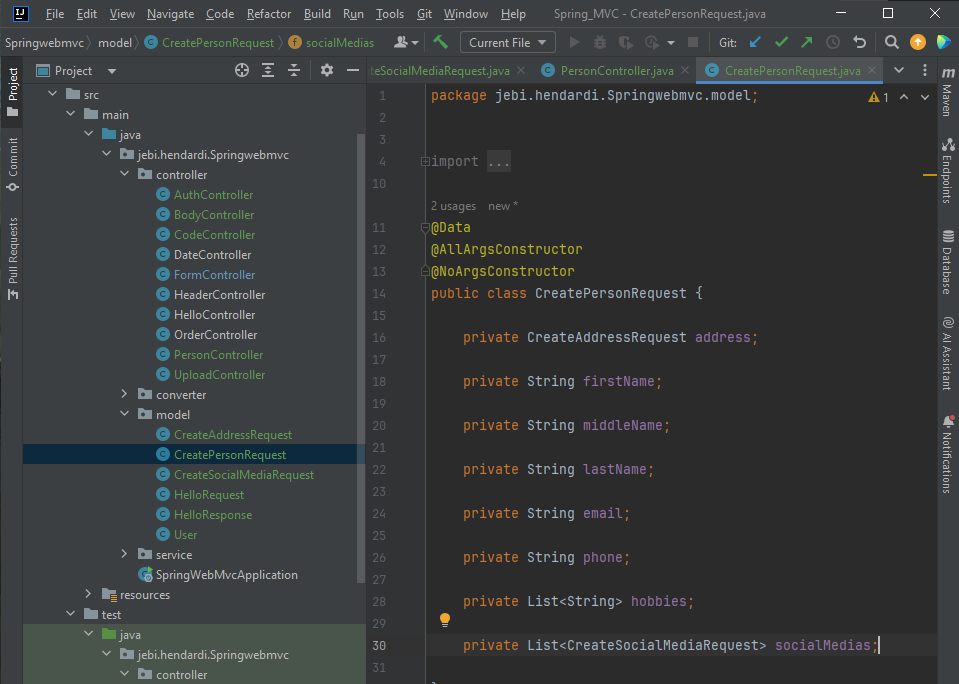 File Edit View Navigate Code Refactor Build Run Tools Git Window Help Spring_MVC - CreatePersonRequest.java
Springwebmvc model CreatePersonRequest socialMedias Current File Git:
Project
teSocialMediaRequest.java PersonController.java CreatePersonRequest.java
Project
Commit
Pull Requests
src
main
java
jebi.hendardi.Springwebmvc
controller
AuthController
BodyController
CodeController
DateController
FormController
HeaderController
HelloController
OrderController
PersonController
UploadController
converter
model
CreateAddressRequest
CreatePersonRequest
CreateSocialMediaRequest
HelloRequest
HelloResponse
User
service
SpringWebMvcApplication
resources
test
java
jebi.hendardi.Springwebmvc
controller
1 package jebi.hendardi.Springwebmvc.model; 1
2
3
4 import ...
10
2 usages new *
11 @Data
12 @AllArgsConstructor
13 @NoArgsConstructor
14 public class CreatePersonRequest {
15
16 private CreateAddressRequest address;
17
18 private String firstName;
19
20 private String middleName;
21
22 private String lastName;
23
24 private String email;
25
26 private String phone;
27
28 private List<String> hobbies;
29
30 private List<CreateSocialMediaRequest> socialMedias;
31
Maven
Endpoints
Database
AI Assistant
Notifications